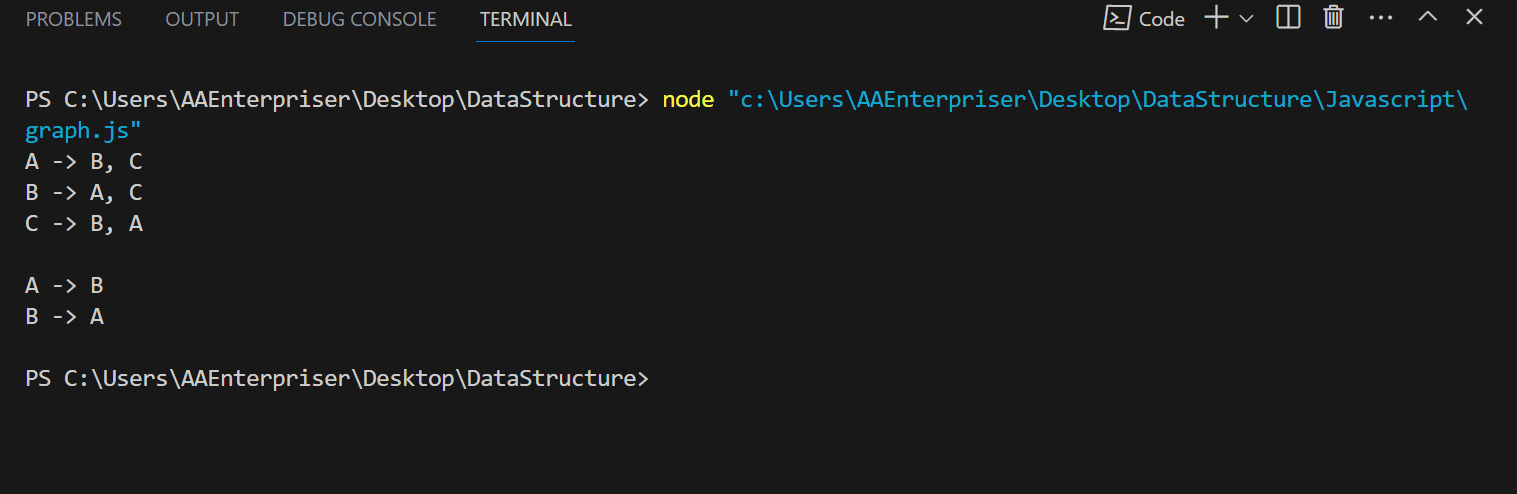 PROBLEMS OUTPUT DEBUG CONSOLE TERMINAL Code
PS C:\Users\AAEnterpriser\Desktop\DataStructure> node "c:\Users\AAEnterpriser\Desktop\DataStructure\Javascript\
graph.js"
A -> B, C
B -> A, C
C -> B, A
A -> B
B -> A
PS C:\Users\AAEnterpriser\Desktop\DataStructure>